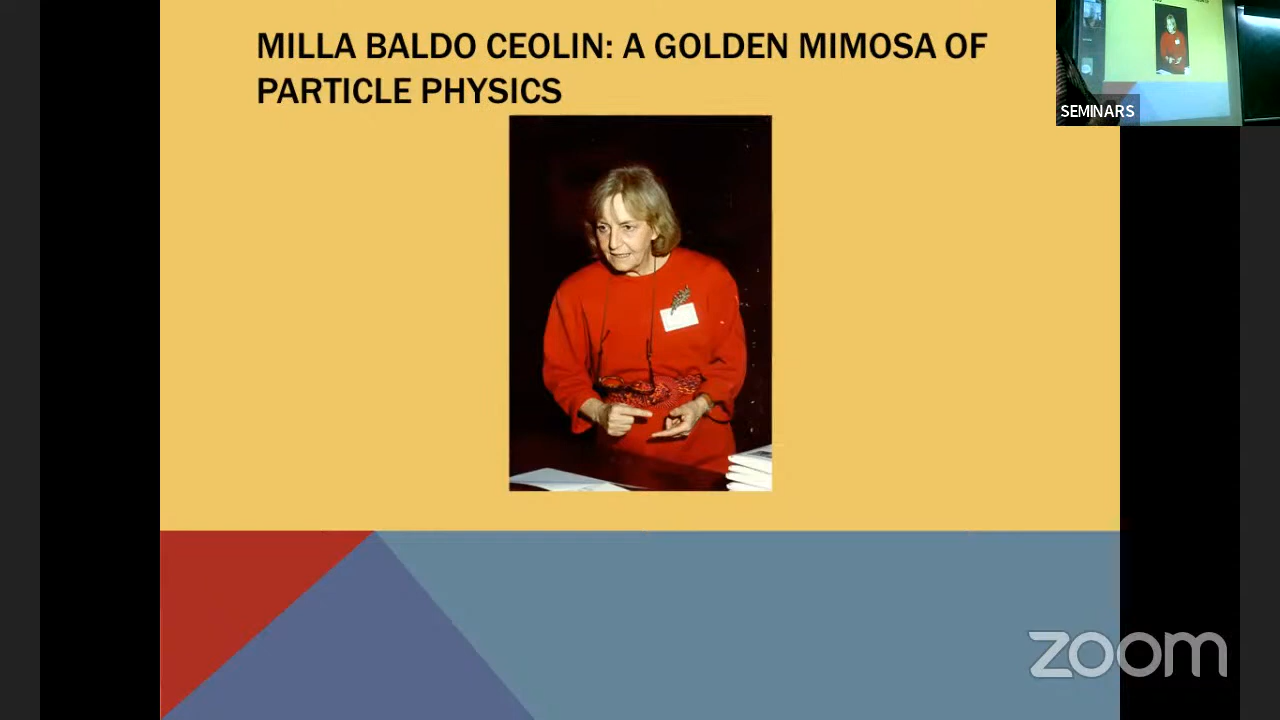 MILLA BALDO CEOLIN: A GOLDEN MIMOSA OF
PARTICLE PHYSICS
SEMINARS
zoom